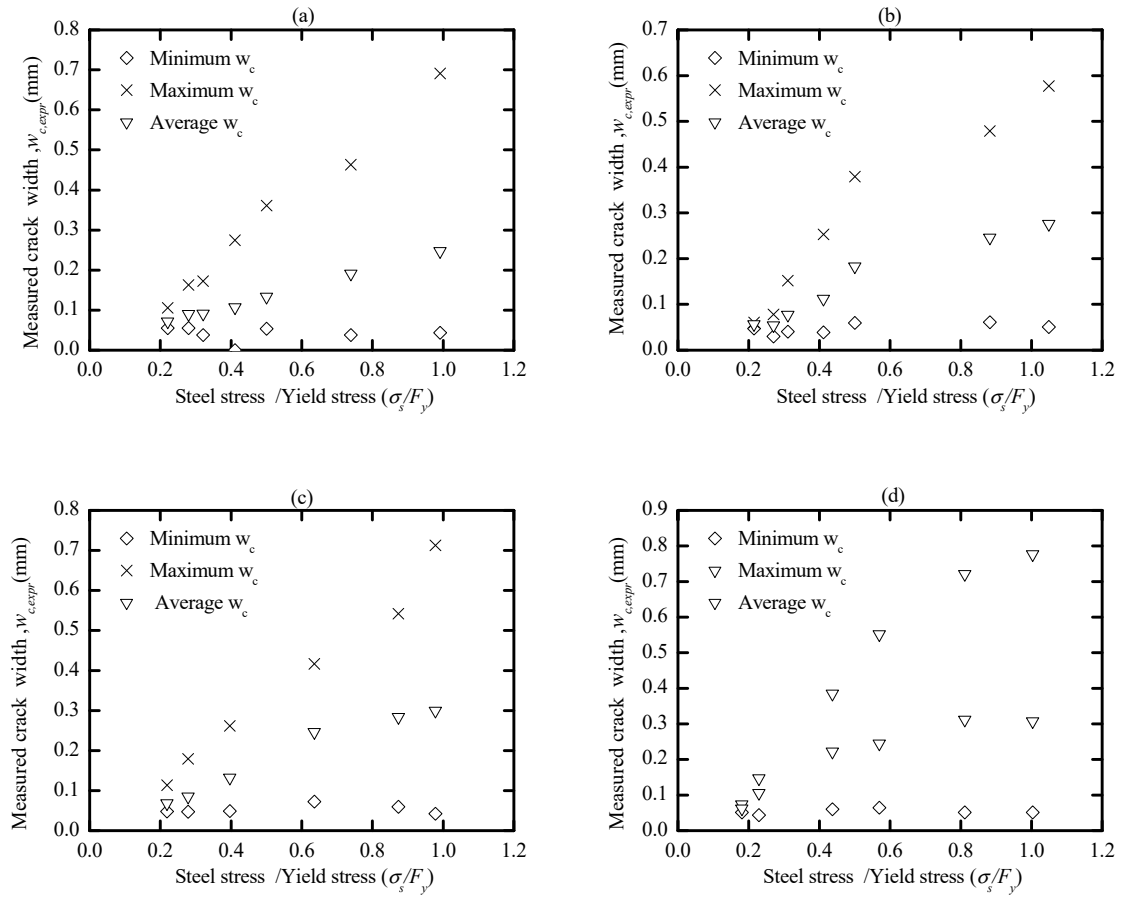 (a)
0.8
0.7
0.6
0.5
0.4
0.3
0.2
0.1
0.0
Measured crack width ,w_c,expr(mm)
Minimum w_c
Maximum w_c
Average w_c
0.0 0.2 0.4 0.6 0.8 1.0 1.2
Steel stress /Yield stress (σ_s/F_y)
(b)
0.7
0.6
0.5
0.4
0.3
0.2
0.1
0.0
Measured crack width ,w_c,expr(mm)
Minimum w_c
Maximum w_c
Average w_c
0.0 0.2 0.4 0.6 0.8 1.0 1.2
Steel stress /Yield stress (σ_s/F_y)
(c)
0.8
0.7
0.6
0.5
0.4
0.3
0.2
0.1
0.0
Measured crack width ,w_c,expr(mm)
Minimum w_c
Maximum w_c
Average w_c
0.0 0.2 0.4 0.6 0.8 1.0 1.2
Steel stress /Yield stress (σ_s/F_y)
(d)
0.9
0.8
0.7
0.6
0.5
0.4
0.3
0.2
0.1
0.0
Measured crack width ,w_c,expr(mm)
Minimum w_c
Maximum w_c
Average w_c
0.0 0.2 0.4 0.6 0.8 1.0 1.2
Steel stress /Yield stress (σ_s/F_y)